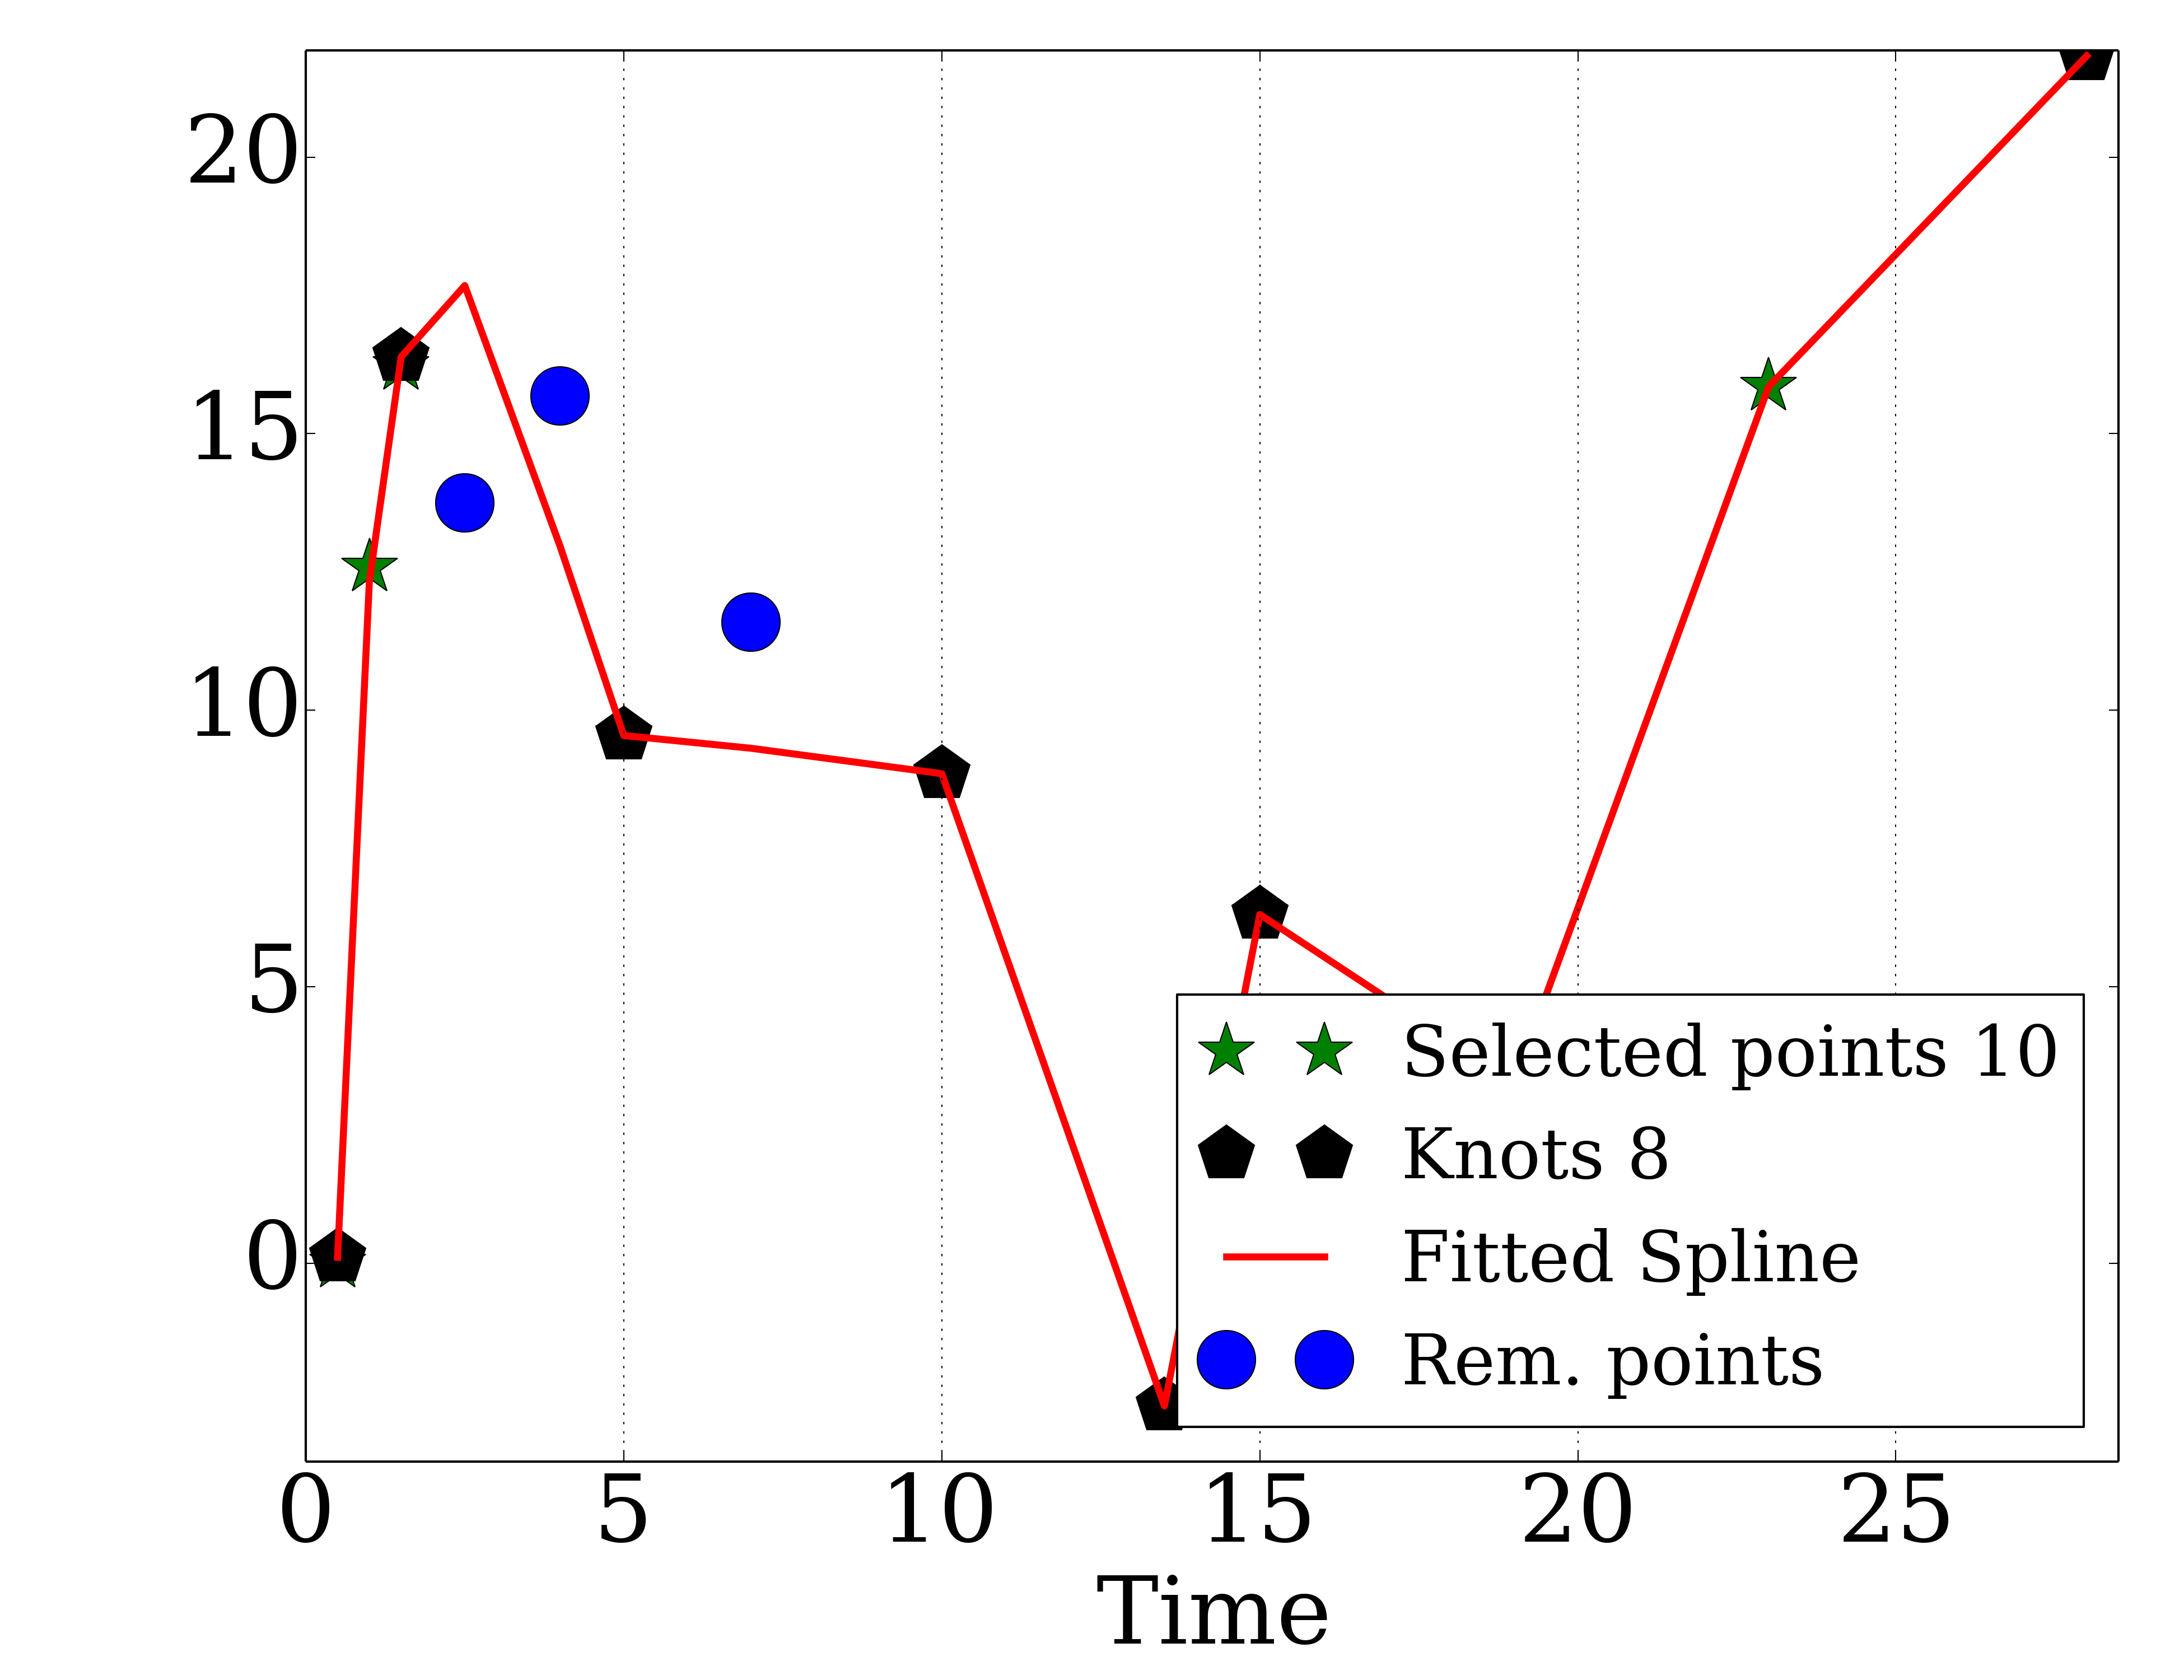 20
15
10
5
0
Selected points 10
Knots 8
Fitted Spline
Rem. points
0 5 10 15 20 25
Time